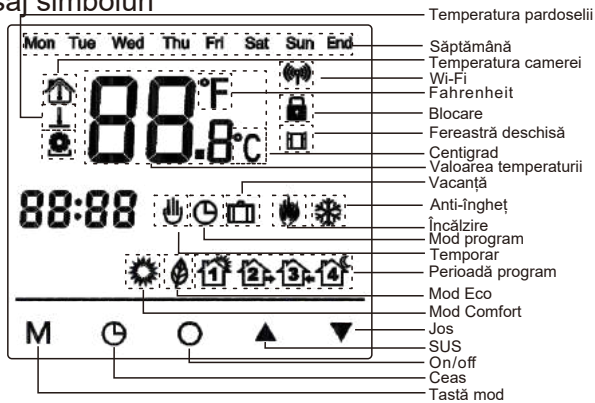 saj simboluri
Temperatura pardoselii
Mon Tue Wed Thu Fri Sat Sun End
Săptămână
Temperatura camerei
Wi-Fi
Fahrenheit
Blocare
Fereastră deschisă
Centigrad
Valoarea temperaturii
Vacanță
Anti-îngheț
Încălzire
Mod program
Temporar
Perioadă program
Mod Eco
Mod Comfort
Jos
SUS
On/off
Ceas
Tastă mod
88.8 °F °C
88:88
1 2 3 4
M